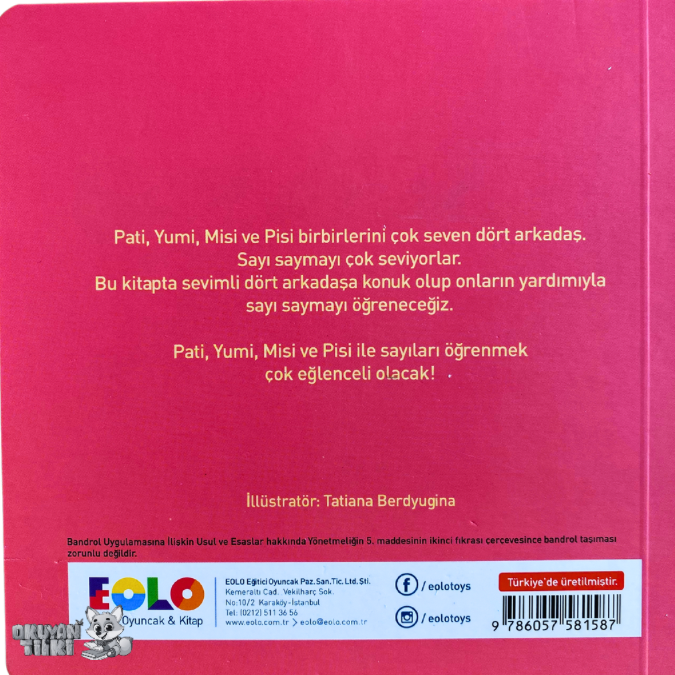 Pati, Yumi, Misi ve Pisi birbirlerini çok seven dört arkadaş.
Sayı saymayı çok seviyorlar.
Bu kitapta sevimli dört arkadaşa konuk olup onların yardımıyla
sayı saymayı öğreneceğiz.
Pati, Yumi, Misi ve Pisi ile sayıları öğrenmek
çok eğlenceli olacak!
İllüstratör: Tatiana Berdyugina
Bandrol Uygulamasına İlişkin Usul ve Esaslar hakkında Yönetmeliğin 5. maddesinin ikinci fıkrası çerçevesince bandrol taşıması
zorunlu değildir.
EOLO
Oyuncak & Kitap
EOLO Eğitici Oyuncak Paz.San.Tic.Ltd.Şti.
Kemeraltı Cad. Vekilharç Sok.
No:10/2 Karaköy-İstanbul
Tel: (0212) 511 36 56
www.eolo.com.tr > eolo@eolo.com.tr
/eolotoys
/eolotoys
Türkiye'de üretilmiştir.
9 786057 581587
OKUYAN
TİLKİ